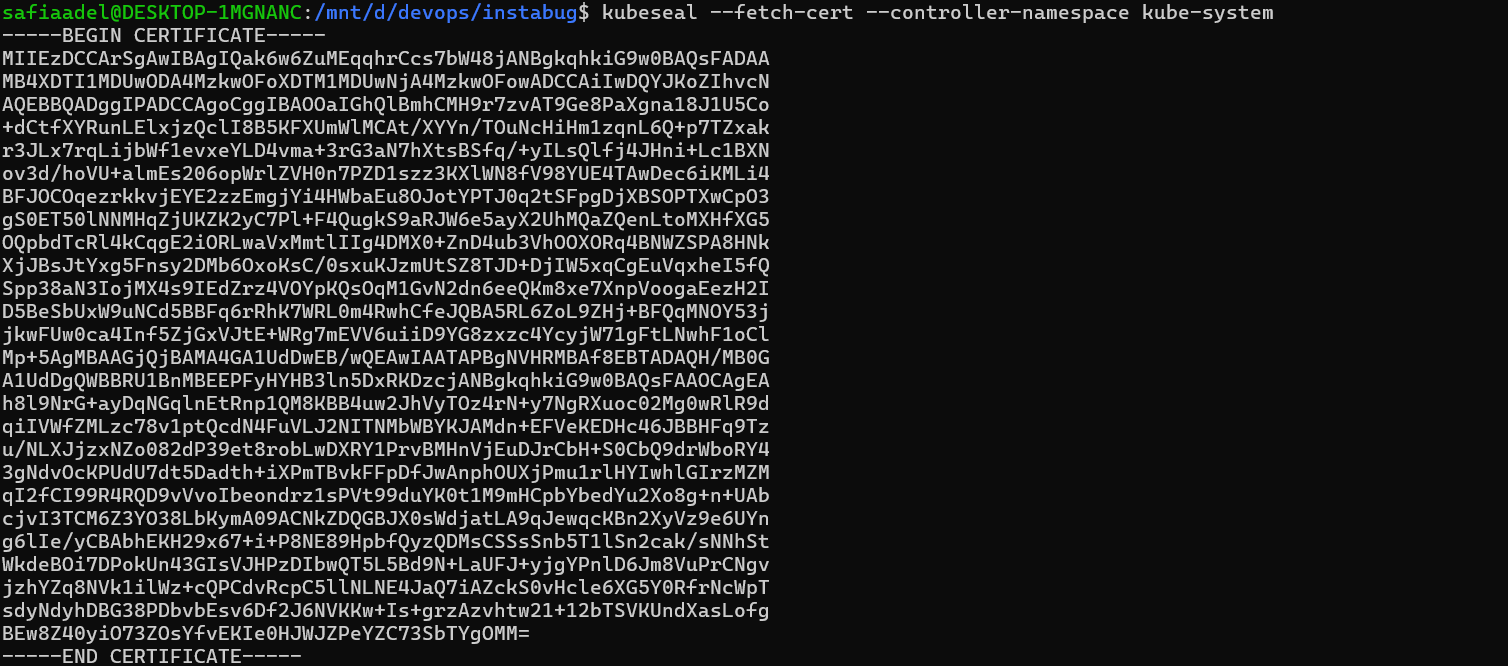 safiaadel@DESKTOP-1MGNANC:/mnt/d/devops/instabug$ kubeseal --fetch-cert --controller-namespace kube-system
-----BEGIN CERTIFICATE-----
MIIEzDCCArSgAwIBAgIQak6w6ZuMEqqhrCcs7bW48jANBgkqhkiG9w0BAQsFADAA
MB4XDTI1MDUwODA4MzkwOFoXDTM1MDUwNjA4MzkwOFowADCCAiIwDQYJKoZIhvcN
AQEBBQADggIPADCCAgoCggIBAOOaIGhQlBmhCMH9r7zvAT9Ge8PaXgna18J1U5Co
+dCtfXYRunLElxjzQclI8B5KFXUmWlMCAt/XYYn/TOuNcHiHm1zqnL6Q+p7TZxak
r3JLx7rqLijbWf1evxeYLD4vma+3rG3aN7hXtsBSfq/+yILsQlfj4JHni+Lc1BXN
ov3d/hoVU+almEs206opWrlZVH0n7PZD1szz3KXlWN8fV98YUE4TAwDec6iKMLi4
BFJOCOqezrkkvjEYE2zzEmgjYi4HWbaEu8OJotYPTJ0q2tSFpgDjXBSOPTXwCpO3
gS0ET50lNNMHqZjUKZK2yC7Pl+F4QugkS9aRJW6e5ayX2UhMQaZQenLtoMXHfXG5
OQpbdTcRl4kCqgE2iORLwaVxMmtlIIg4DMX0+ZnD4ub3VhOOXORq4BNWZSPA8HNk
XjJBsJtYxg5Fnsy2DMb6OxoKsC/0sxuKJzmUtSZ8TJD+DjIW5xqCgEuVqxheI5fQ
Spp38aN3IojMX4s9IEdZrz4VOYpKQsOqM1GvN2dn6eeQKm8xe7XnpVoogaEezH2I
D5BeSbUxW9uNCd5BBFq6rRhK7WRL0m4RwhCfeJQBA5RL6ZoL9ZHj+BFQqMNOY53j
jkwFUw0ca4Inf5ZjGxVJtE+WRg7mEVV6uiiD9YG8zxzc4YcyjW71gFtLNwhF1oCl
Mp+5AgMBAAGjQjBAMA4GA1UdDwEB/wQEAwIAATAPBgNVHRMBAf8EBTADAQH/MB0G
A1UdDgQWBBRU1BnMBEEPFyHYHB3ln5DxRKDzcjANBgkqhkiG9w0BAQsFAAOCAgEA
h8l9NrG+ayDqNGqlnEtRnp1QM8KBB4uw2JhVyTOz4rN+y7NgRXuoc02Mg0wRlR9d
qiIVWfZMLzc78v1ptQcdN4FuVLJ2NITNMbWBYKJAMdn+EFVeKEDHc46JBBHFq9Tz
u/NLXJjzxNZo082dP39et8robLwDXRY1PrvBMHnVjEuDJrCbH+S0CbQ9drWboRY4
3gNdvOcKPUdU7dt5Dadth+iXPmTBvkFFpDfJwAnphOUXjPmu1rlHYIwhlGIrzMZM
qI2fCI99R4RQD9vVvoIbeondrz1sPVt99duYK0t1M9mHCpbYbedYu2Xo8g+n+UAb
cjvI3TCM6Z3YO38LbKymA09ACNkZDQGBJX0sWdjatLA9qJewqcKBn2XyVz9e6UYn
g6lIe/yCBAbhEKH29x67+i+P8NE89HpbfQyzQDMsCSSsSnb5T1lSn2cak/sNNhSt
WkdeBOi7DPokUn43GIsVJHPzDIbwQT5L5Bd9N+LaUFJ+yjgYPnlD6Jm8VuPrCNgv
jzhYZq8NVk1ilWz+cQPCdvRcpC5llNLNE4JaQ7iAZckS0vHcle6XG5Y0RfrNcWpT
sdyNdyhDBG38PDbvbEsv6Df2J6NVKKw+Is+grzAzvhtw21+12bTSVKUndXasLofg
BEw8Z40yiO73ZOsYfvEKIe0HJWJZPeYZC73SbTYgOMM=
-----END CERTIFICATE-----